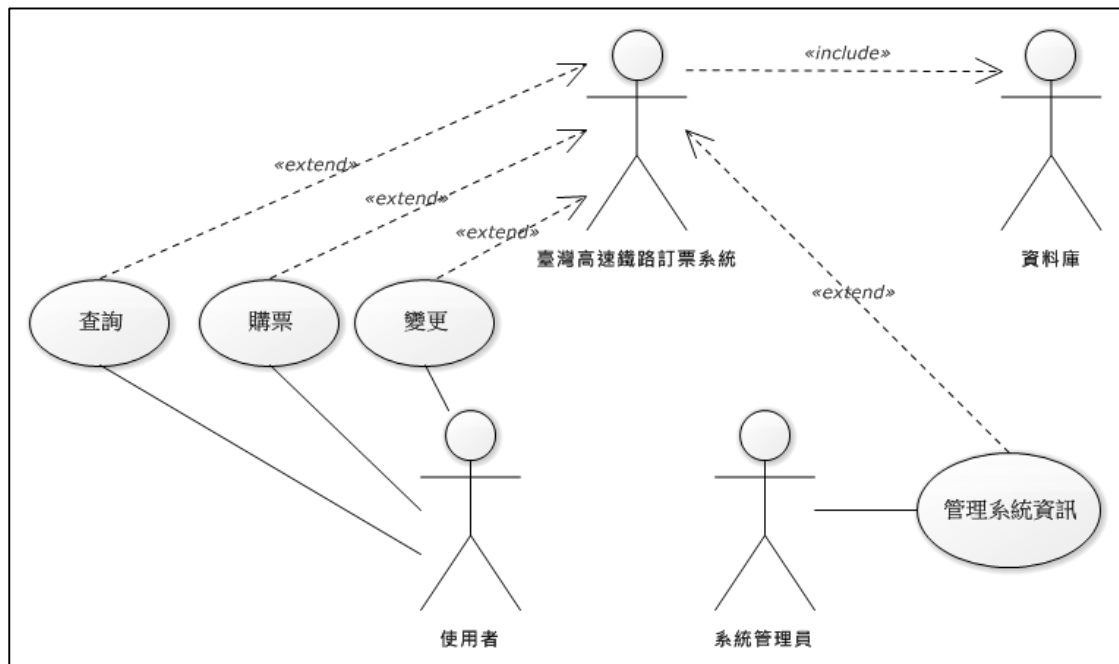 «include»
«extend»
«extend»
«extend»
臺灣高速鐵路訂票系統
資料庫
«extend»
查詢
購票
變更
管理系統資訊
使用者
系統管理員